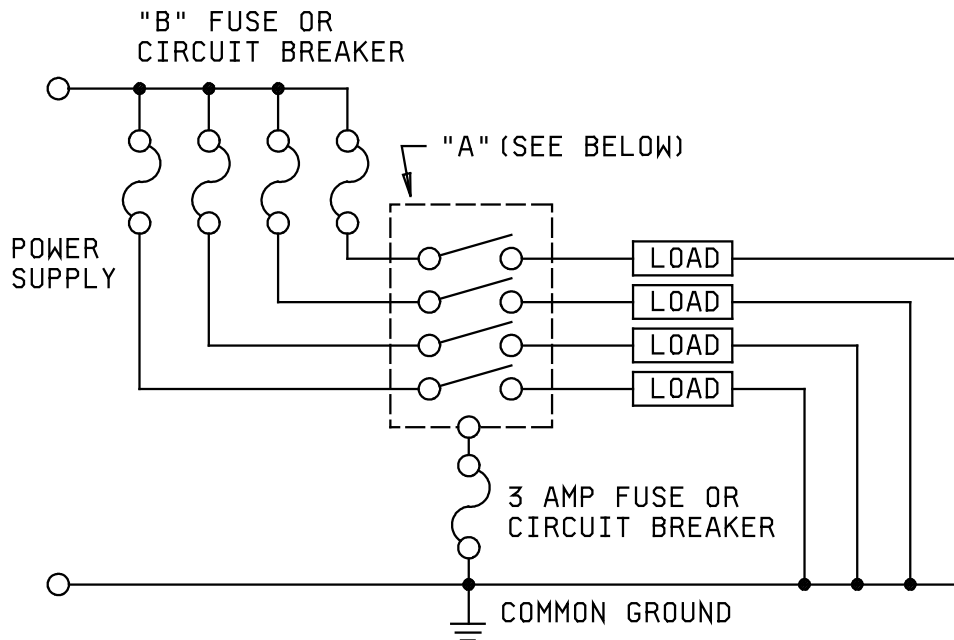 "B" FUSE OR
CIRCUIT BREAKER
"A" (SEE BELOW)
POWER
SUPPLY
LOAD
LOAD
LOAD
LOAD
3 AMP FUSE OR
CIRCUIT BREAKER
COMMON GROUND